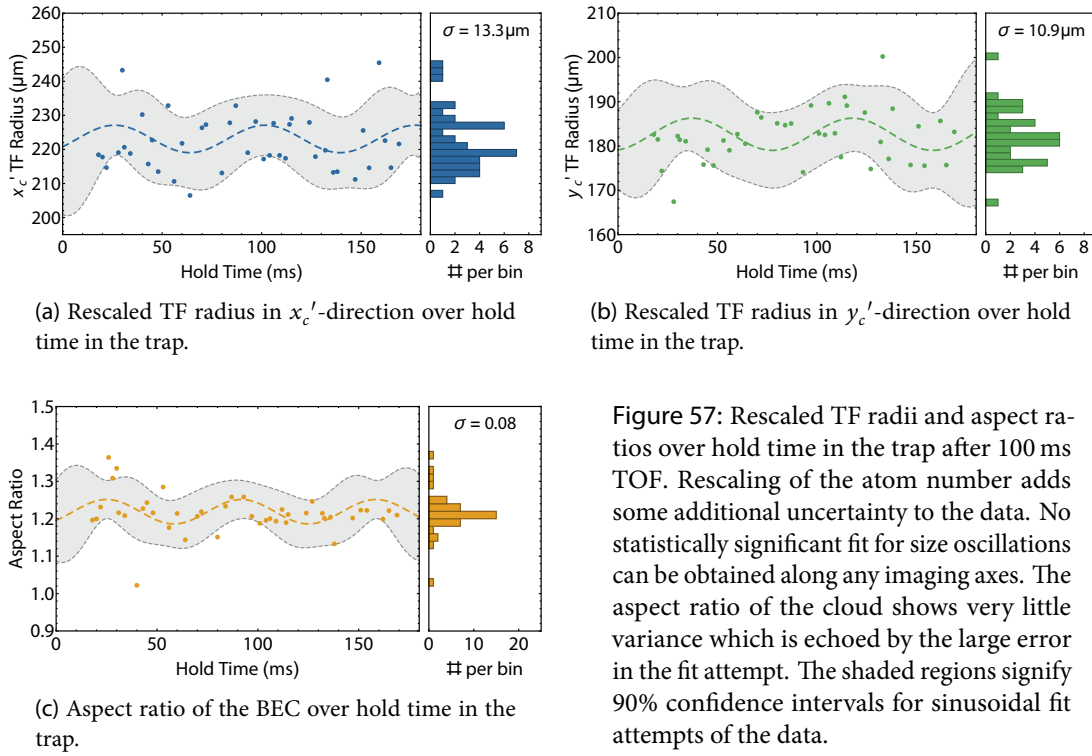 260
250
240
230
220
210
200
x_c' TF Radius (µm)
0
50
100
150
Hold Time (ms)
σ = 13.3µm
0 2 4 6 8
# per bin
(a) Rescaled TF radius in x_c'-direction over hold
time in the trap.
210
200
190
180
170
160
y_c' TF Radius (µm)
0
50
100
150
Hold Time (ms)
σ = 10.9µm
0 2 4 6 8
# per bin
(b) Rescaled TF radius in y_c'-direction over hold
time in the trap.
1.5
1.4
1.3
1.2
1.1
1.0
0.9
Aspect Ratio
0
50
100
150
Hold Time (ms)
σ = 0.08
0 10 20
# per bin
(c) Aspect ratio of the BEC over hold time in the
trap.
Figure 57: Rescaled TF radii and aspect ra-
tios over hold time in the trap after 100 ms
TOF. Rescaling of the atom number adds
some additional uncertainty to the data. No
statistically significant fit for size oscillations
can be obtained along any imaging axes. The
aspect ratio of the cloud shows very little
variance which is echoed by the large error
in the fit attempt. The shaded regions signify
90% confidence intervals for sinusoidal fit
attempts of the data.